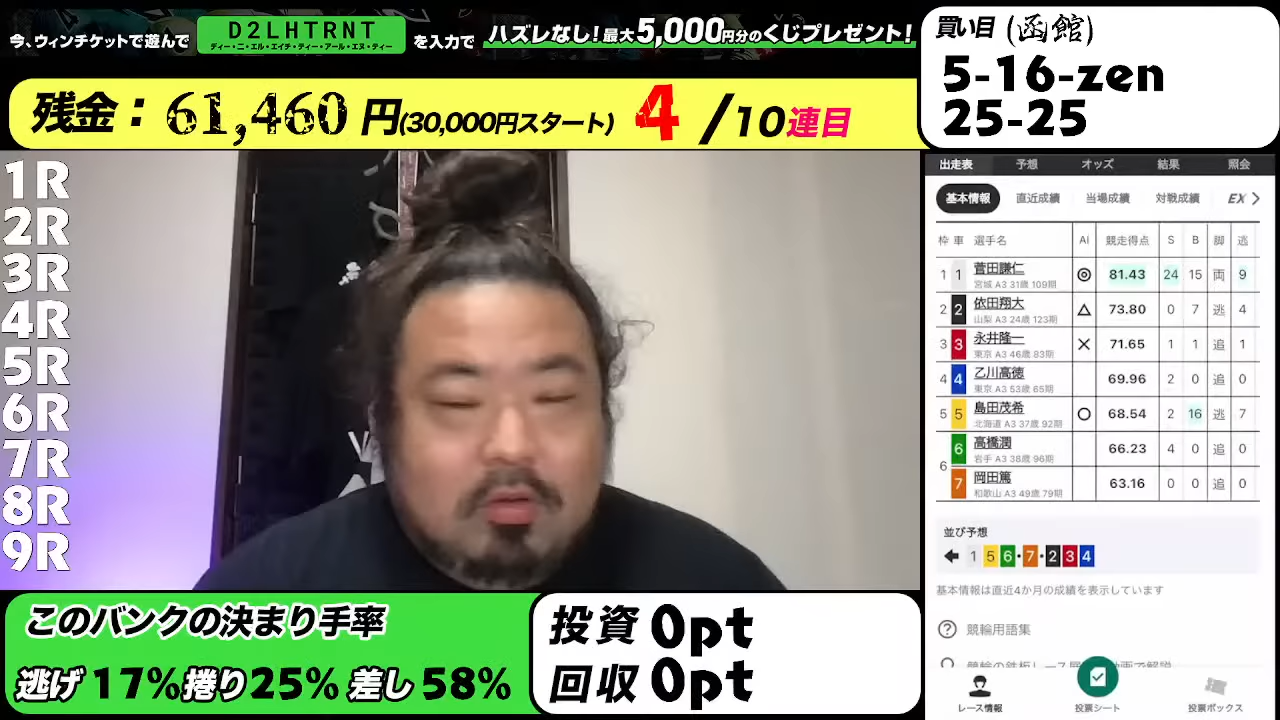 今、ウィンチケットで遊んで D2LHTRNT を入力で ハズレなし!最大5,000円分のくじプレゼント!
ディー・ニ・エル・エイチ・ティー・アール・エヌ・ティー
残金: 61,460 円(30,000円スタート) 4/10連目
買い目 (函館)
5-16-zen
25-25
1R
2R
3R
4R
5R
6R
7R
8R
9R
出走表 予想 オッズ 結果 照会
基本情報 直近成績 当場成績 対戦成績 EX
枠 車 選手名 AI 競走得点 S B 脚 逃
1 1 菅田謙仁 ◎ 81.43 24 15 両 9
宮城 A3 31歳 109期
2 2 依田翔大 △ 73.80 0 7 逃 4
山梨 A3 24歳 123期
3 3 永井隆一 × 71.65 1 1 追 1
東京 A3 46歳 83期
4 4 乙川高徳 69.96 2 0 追 0
東京 A3 53歳 65期
5 5 島田茂希 ○ 68.54 2 16 逃 7
北海道 A3 37歳 92期
6 6 高橋潤 66.23 4 0 追 0
岩手 A3 38歳 96期
7 岡田篤 63.16 0 0 追 0
和歌山 A3 49歳 79期
並び予想
1 5 6・7・2 3 4
基本情報は直近4か月の成績を表示しています
競輪用語集
レース情報 投票シート 投票ボックス
このバンクの決まり手率
逃げ 17% 捲り 25% 差し 58%
投資 0pt
回収 0pt